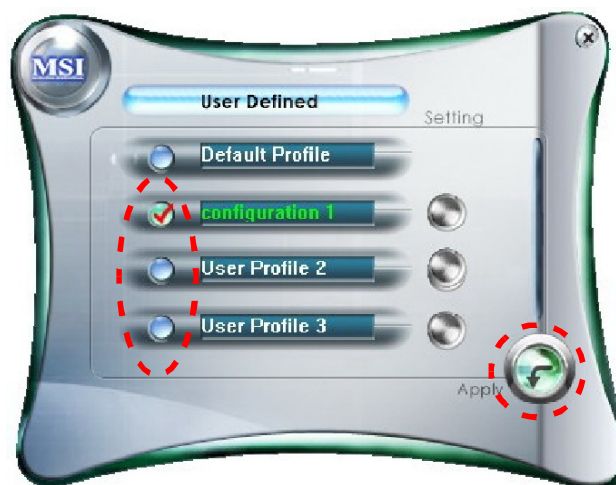 MSI
User Defined
Setting
Default Profile
configuration 1
User Profile 2
User Profile 3
Apply